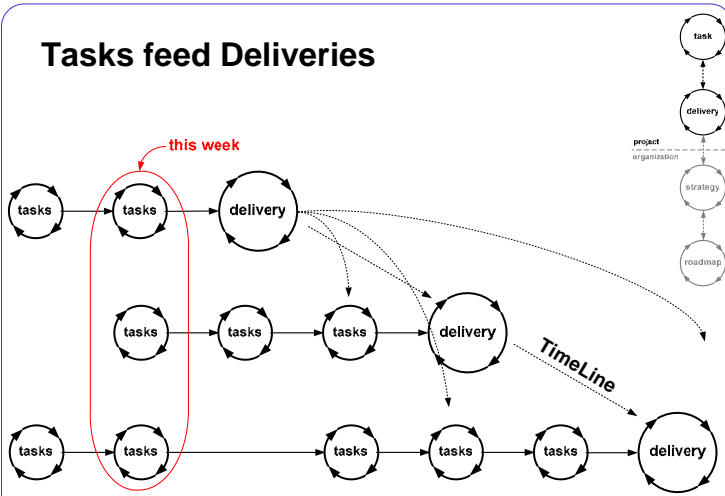 Tasks feed Deliveries
task
delivery
project
organization
strategy
roadmap
this week
tasks
tasks
delivery
tasks
tasks
tasks
delivery
TimeLine
tasks
tasks
tasks
tasks
tasks
delivery